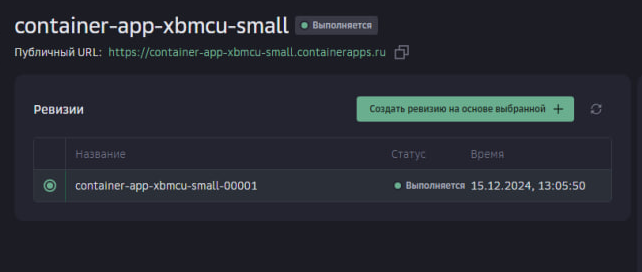 container-app-xbmcu-small Выполняется
Публичный URL: https://container-app-xbmcu-small.containerapps.ru
Ревизии Создать ревизию на основе выбранной +
Название Статус Время
container-app-xbmcu-small-00001 Выполняется 15.12.2024, 13:05:50